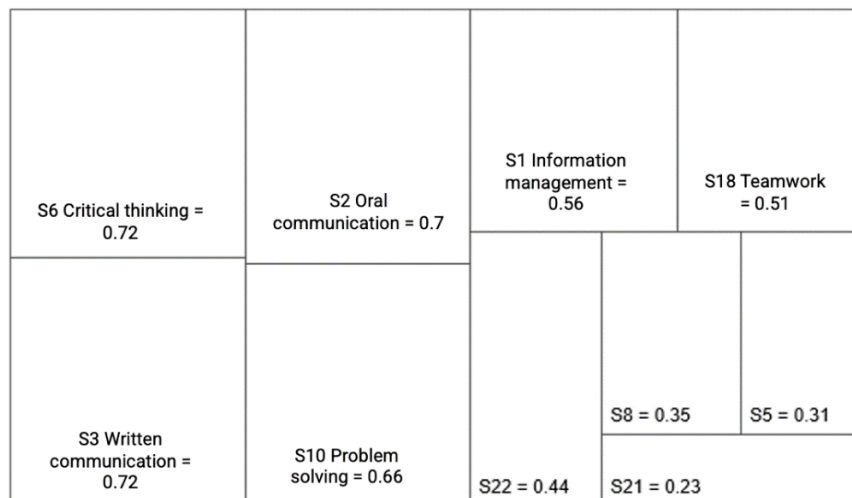 S6 Critical thinking =
0.72
S2 Oral
communication = 0.7
S1 Information
management =
0.56
S18 Teamwork
= 0.51
S3 Written
communication =
0.72
S10 Problem
solving = 0.66
S22 = 0.44
S8 = 0.35
S5 = 0.31
S21 = 0.23